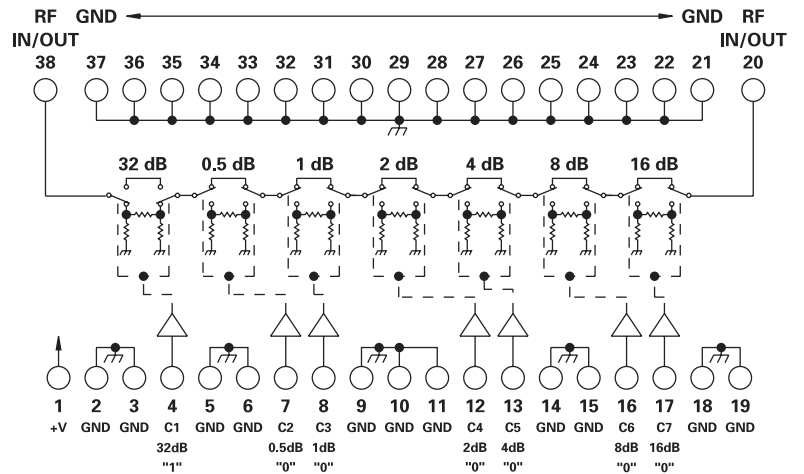 RF GND GND RF
IN/OUT IN/OUT
38 37 36 35 34 33 32 31 30 29 28 27 26 25 24 23 22 21 20
32 dB 0.5 dB 1 dB 2 dB 4 dB 8 dB 16 dB
1 2 3 4 5 6 7 8 9 10 11 12 13 14 15 16 17 18 19
+V GND GND C1 GND GND C2 C3 GND GND GND C4 C5 GND GND C6 C7 GND GND
32dB 0.5dB 1dB 2dB 4dB 8dB 16dB
"1" "0" "0" "0" "0" "0" "0"